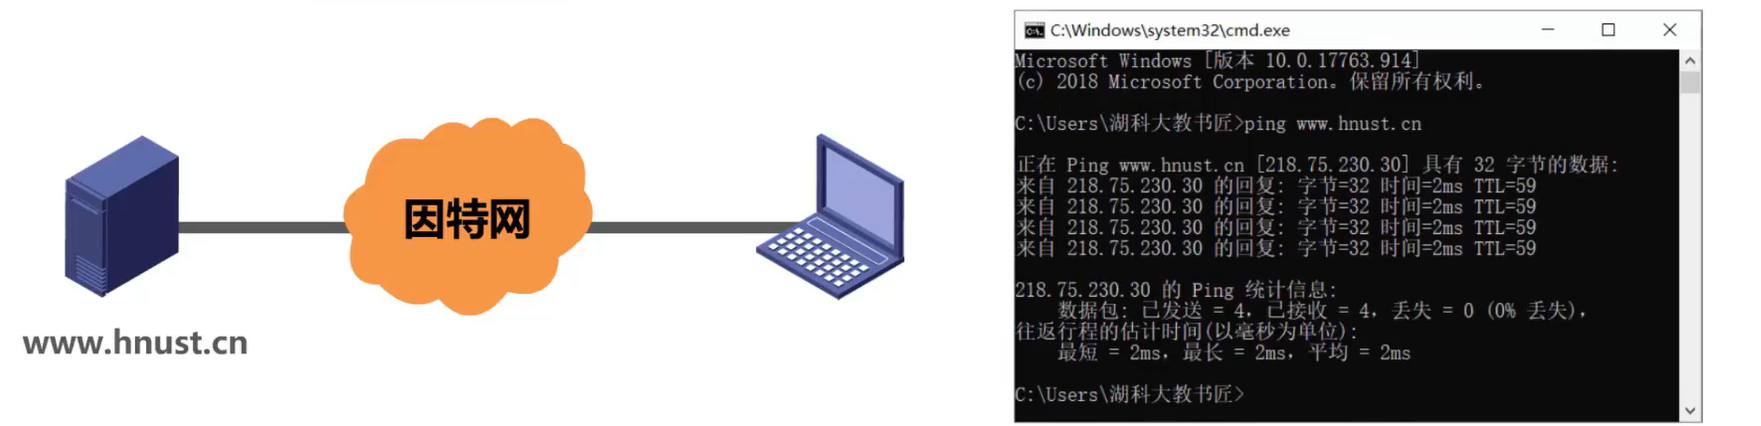 因特网
www.hnust.cn
C:\Windows\system32\cmd.exe
Microsoft Windows [版本 10.0.17763.914]
(c) 2018 Microsoft Corporation。保留所有权利。
C:\Users\湖科大教书匠>ping www.hnust.cn
正在 Ping www.hnust.cn [218.75.230.30] 具有 32 字节的数据:
来自 218.75.230.30 的回复: 字节=32 时间=2ms TTL=59
来自 218.75.230.30 的回复: 字节=32 时间=2ms TTL=59
来自 218.75.230.30 的回复: 字节=32 时间=2ms TTL=59
来自 218.75.230.30 的回复: 字节=32 时间=2ms TTL=59
218.75.230.30 的 Ping 统计信息:
数据包: 已发送 = 4，已接收 = 4，丢失 = 0 (0% 丢失)，
往返行程的估计时间(以毫秒为单位):
最短 = 2ms，最长 = 2ms，平均 = 2ms
C:\Users\湖科大教书匠>